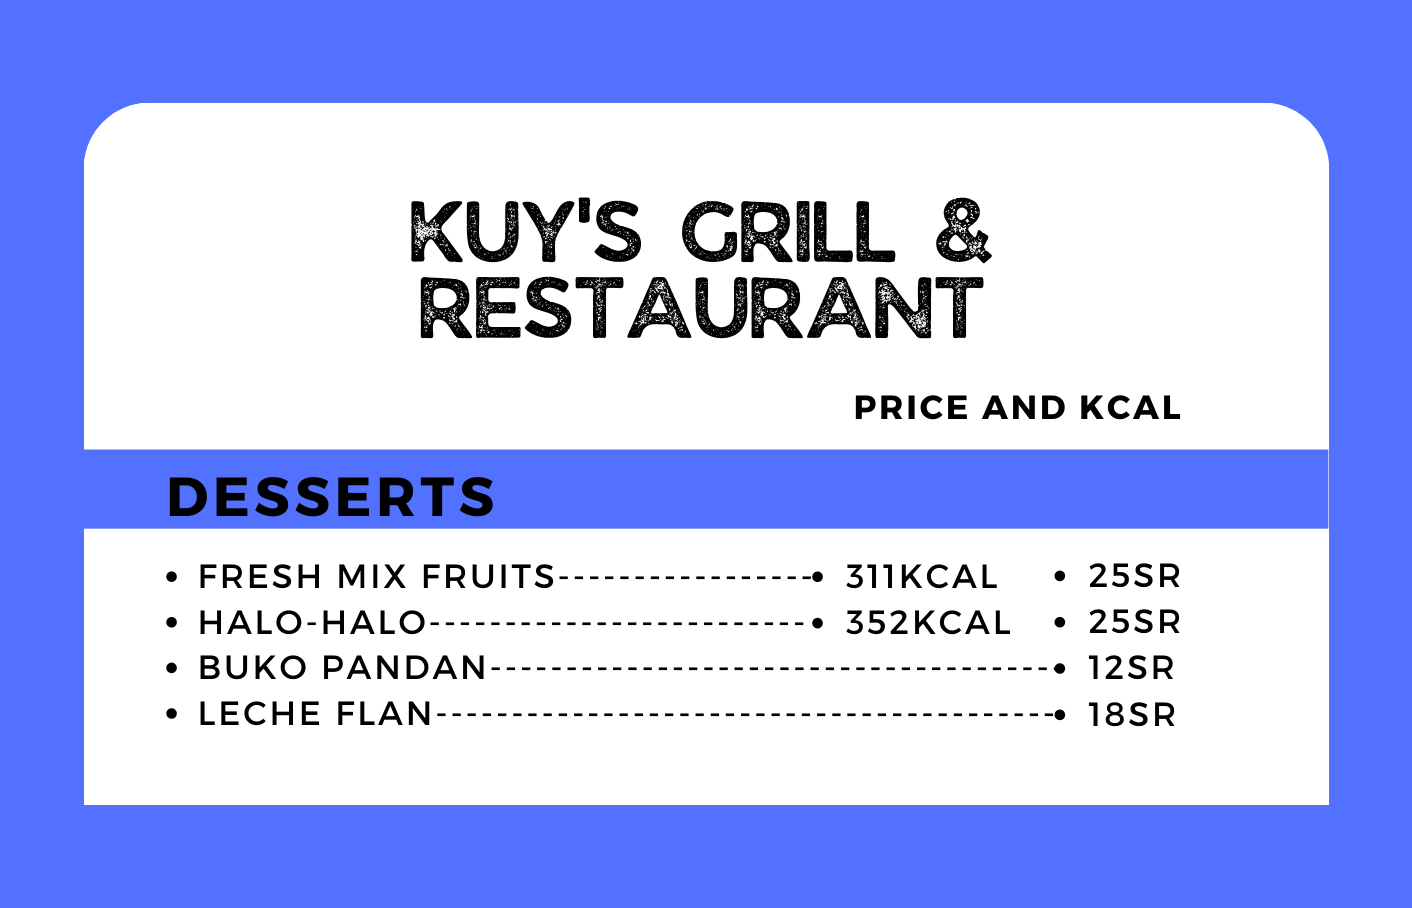 KUY'S GRILL &
RESTAURANT
PRICE AND KCAL
DESSERTS
• FRESH MIX FRUITS-----------------• 311KCAL • 25SR
• HALO-HALO-------------------------• 352KCAL • 25SR
• BUKO PANDAN-------------------------------------• 12SR
• LECHE FLAN-----------------------------------------• 18SR